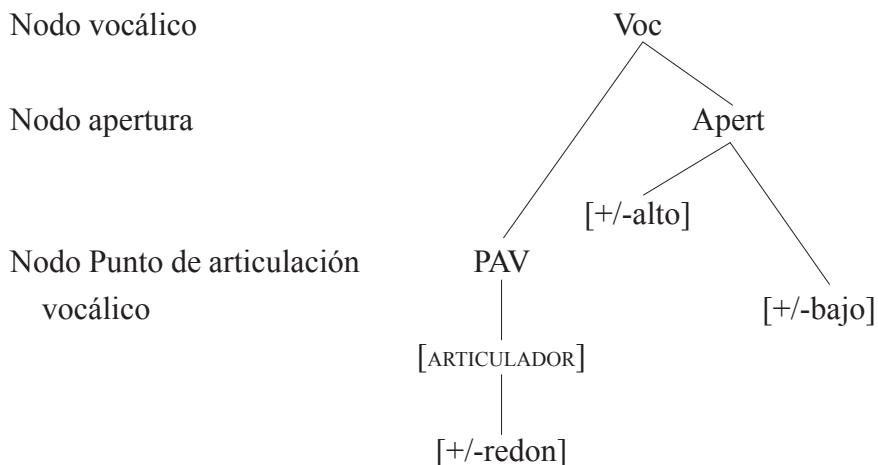 Nodo vocálico Voc
Nodo apertura Apert
[+/-alto]
Nodo Punto de articulación PAV
vocálico [+/-bajo]
[ARTICULADOR]
[+/-redon]